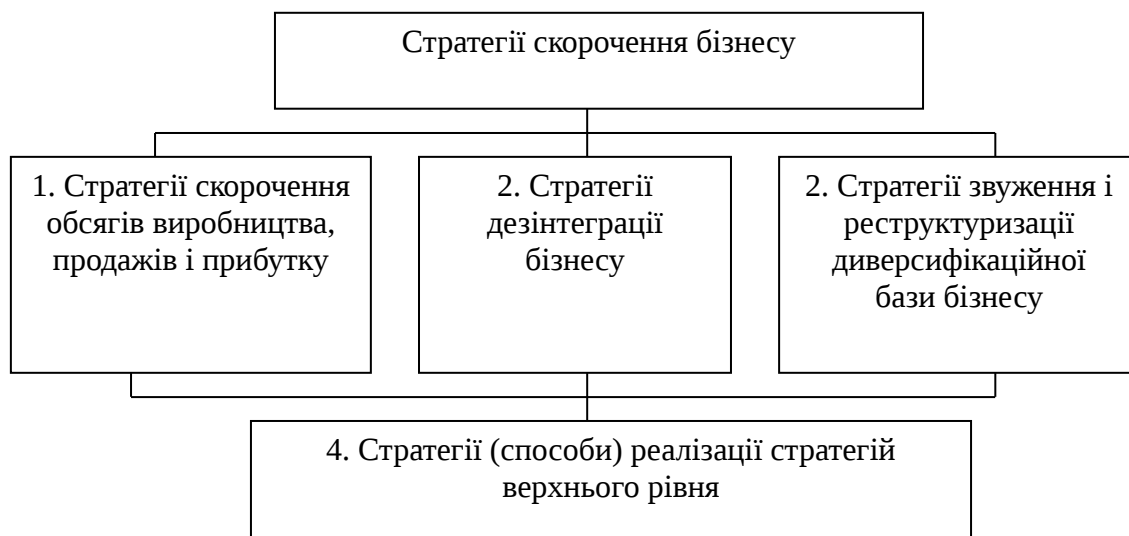 Стратегії скорочення бізнесу
1. Стратегії скорочення
обсягів виробництва,
продажів і прибутку
2. Стратегії
дезінтеграції
бізнесу
2. Стратегії звуження і
реструктуризації
диверсифікаційної
бази бізнесу
4. Стратегії (способи) реалізації стратегій
верхнього рівня